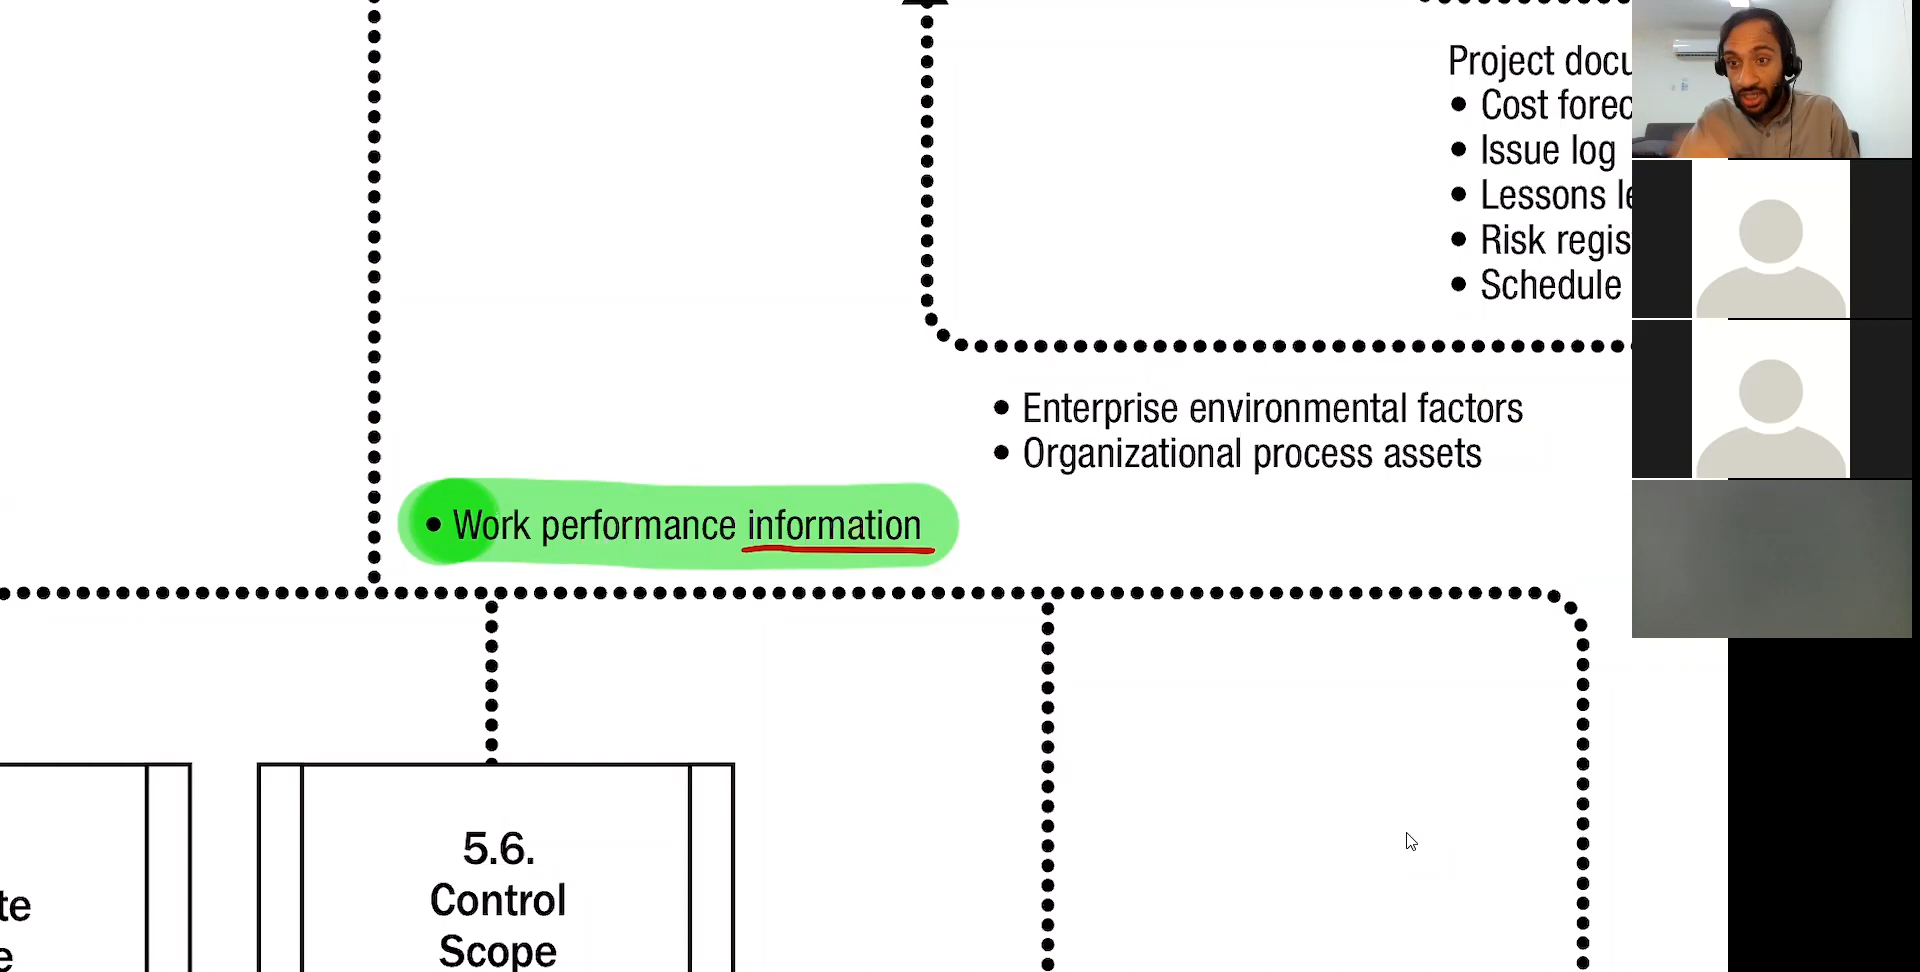 Project docu
• Cost forec
• Issue log
• Lessons le
• Risk regis
• Schedule
• Enterprise environmental factors
• Organizational process assets
• Work performance information
te
e
5.6.
Control
Scope